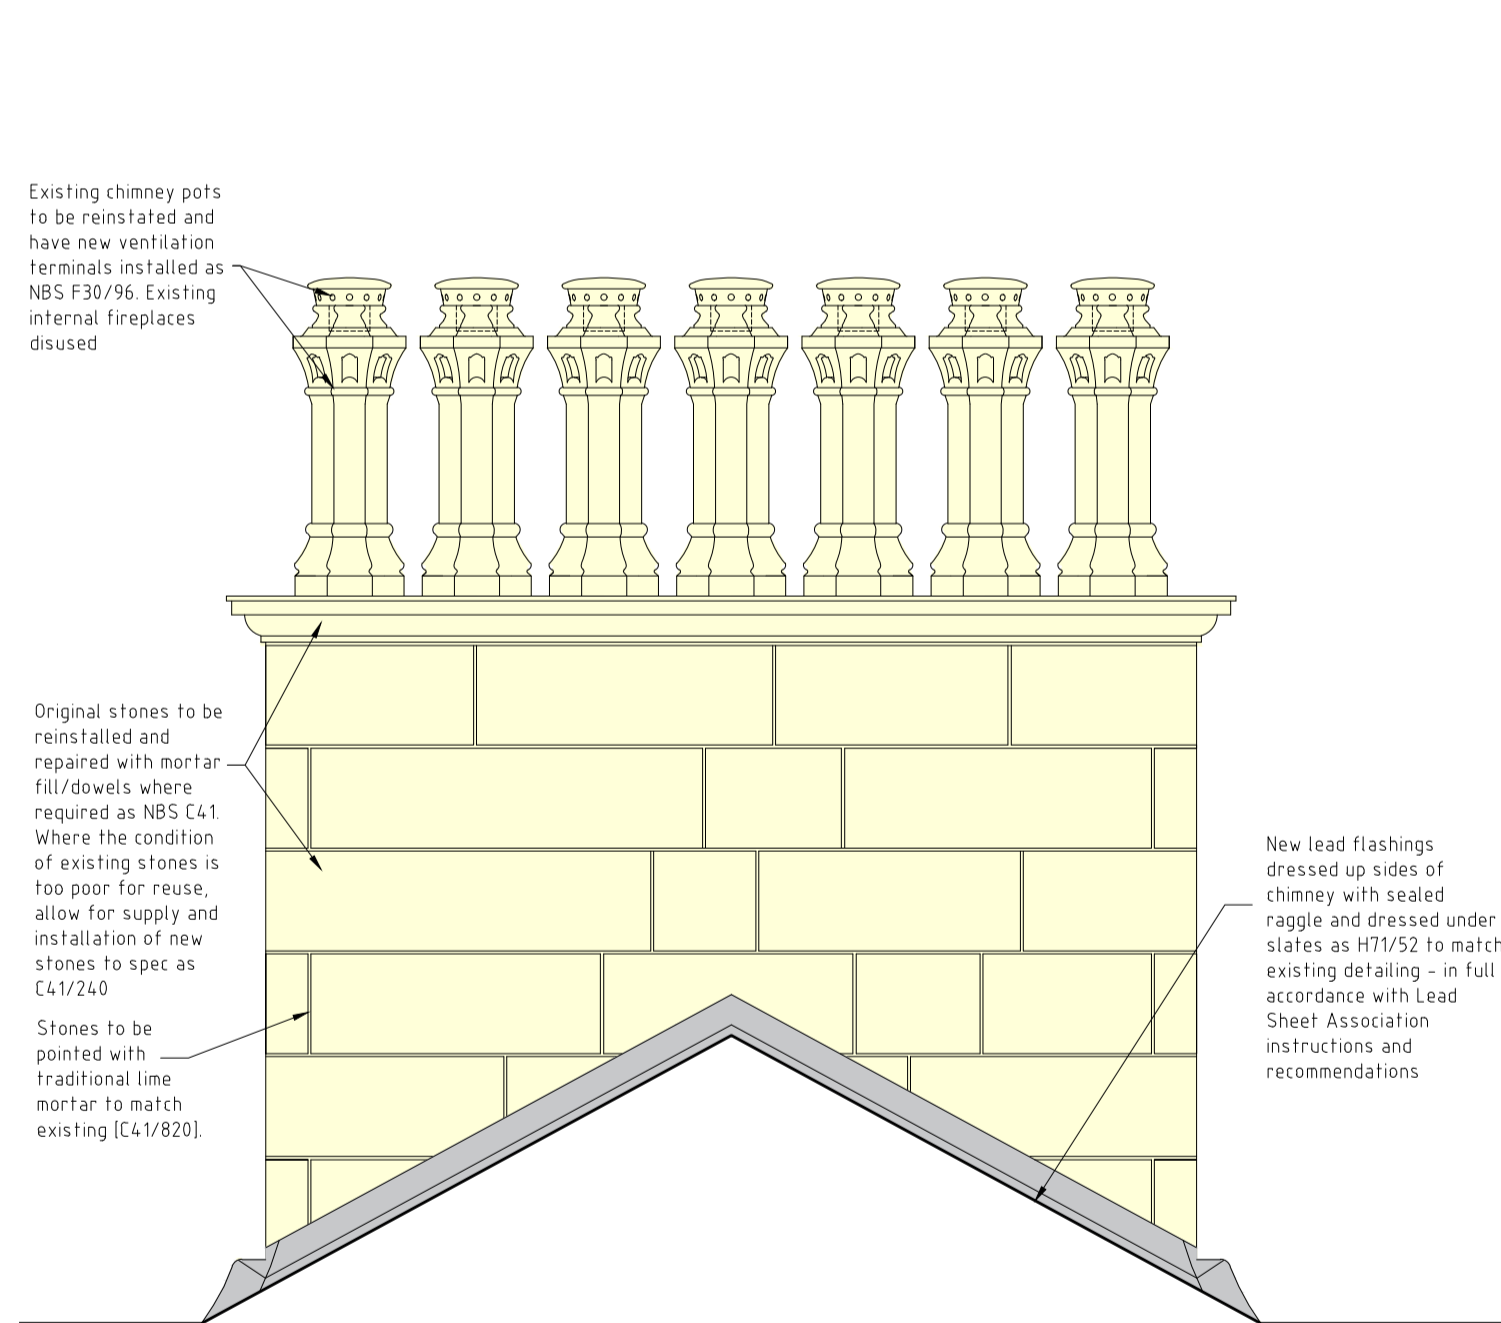 Existing chimney pots
to be reinstated and
have new ventilation
terminals installed as
NBS F30/96. Existing
internal fireplaces
disused
Original stones to be
reinstalled and
repaired with mortar
fill/dowels where
required as NBS C41.
Where the condition
of existing stones is
too poor for reuse,
allow for supply and
installation of new
stones to spec as
C41/240
Stones to be
pointed with
traditional lime
mortar to match
existing [C41/820].
New lead flashings
dressed up sides of
chimney with sealed
raggle and dressed under
slates as H71/52 to match
existing detailing - in full
accordance with Lead
Sheet Association
instructions and
recommendations